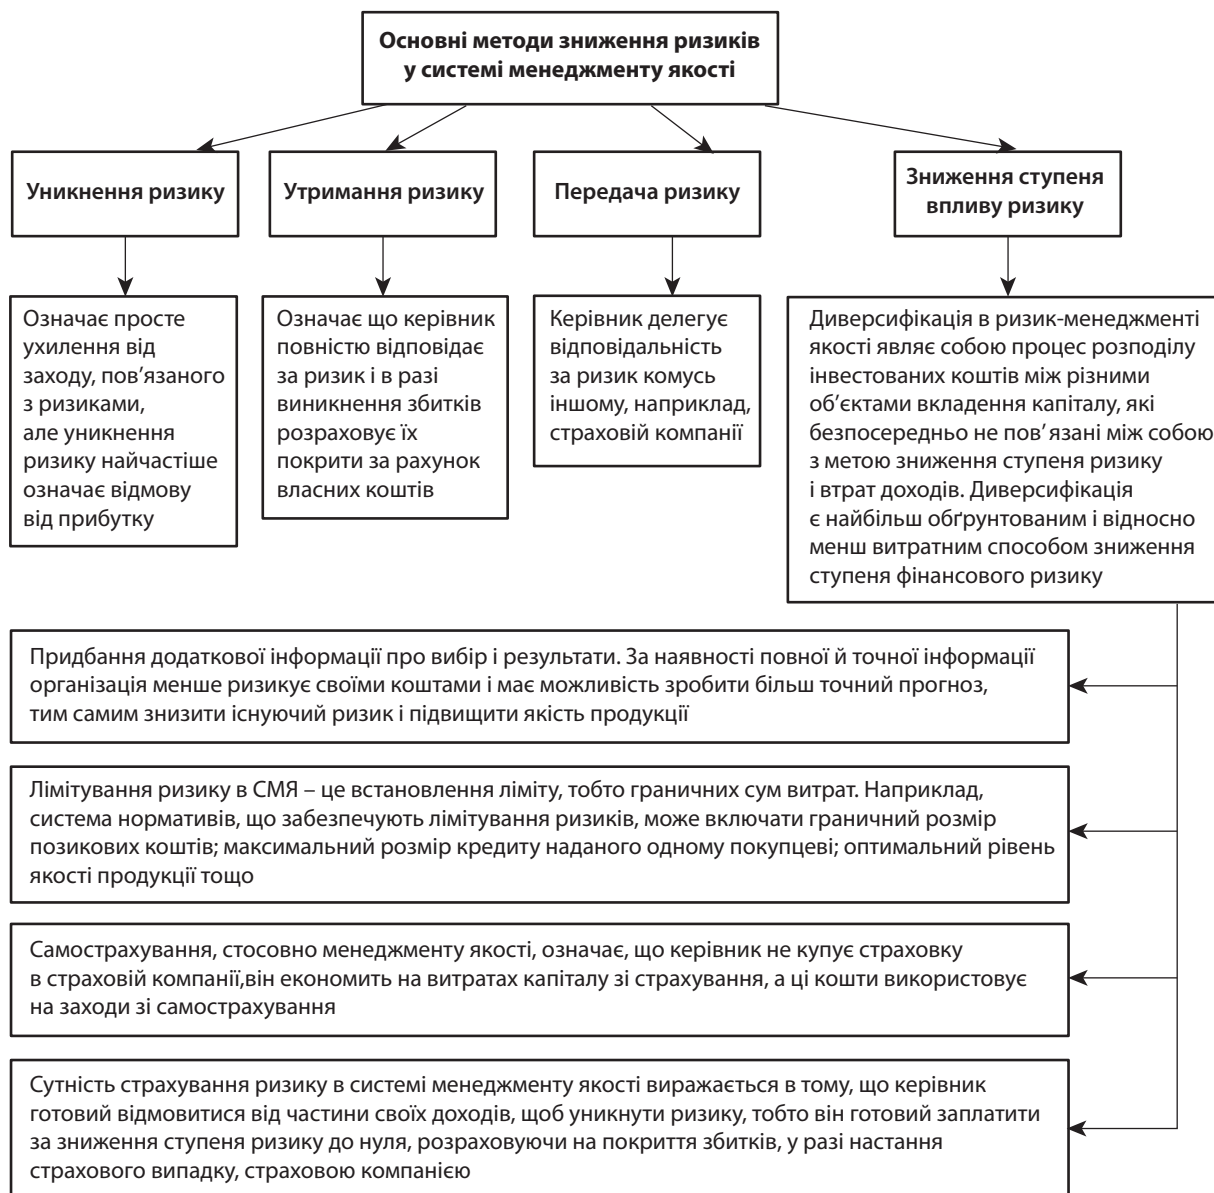 Основні методи зниження ризиків
у системі менеджменту якості
Уникнення ризику
Утримання ризику
Передача ризику
Зниження ступеня
впливу ризику
Означає просте
ухилення від
заходу, пов’язаного
з ризиками,
але уникнення
ризику найчастіше
означає відмову
від прибутку
Означає що керівник
повністю відповідає
за ризик і в разі
виникнення збитків
розраховує їх
покрити за рахунок
власних коштів
Керівник делегує
відповідальність
за ризик комусь
іншому, наприклад,
страховій компанії
Диверсифікація в ризик-менеджменті
якості являє собою процес розподілу
інвестованих коштів між різними
об’єктами вкладення капіталу, які
безпосередньо не пов’ язані між собою
з метою зниження ступеня ризику
і втрат доходів. Диверсифікація
є найбільш обґрунтованим і відносно
менш витратним способом зниження
ступеня фінансового ризику
Придбання додаткової інформації про вибір і результати. За наявності повної й точної інформації
організація менше ризикує своїми коштами і має можливість зробити більш точний прогноз,
тим самим знизити існуючий ризик і підвищити якість продукції
Лімітування ризику в СМЯ – це встановлення ліміту, тобто граничних сум витрат. Наприклад,
система нормативів, що забезпечують лімітування ризиків, може включати граничний розмір
позикових коштів; максимальний розмір кредиту наданого одному покупцеві; оптимальний рівень
якості продукції тощо
Самострахування, стосовно менеджменту якості, означає, що керівник не купує страховку
в страховій компанії,він економить на витратах капіталу зі страхування, а ці кошти використовує
на заходи зі самострахування
Сутність страхування ризику в системі менеджменту якості виражається в тому, що керівник
готовий відмовитися від частини своїх доходів, щоб уникнути ризику, тобто він готовий заплатити
за зниження ступеня ризику до нуля, розраховуючи на покриття збитків, у разі настання
страхового випадку, страховою компанією